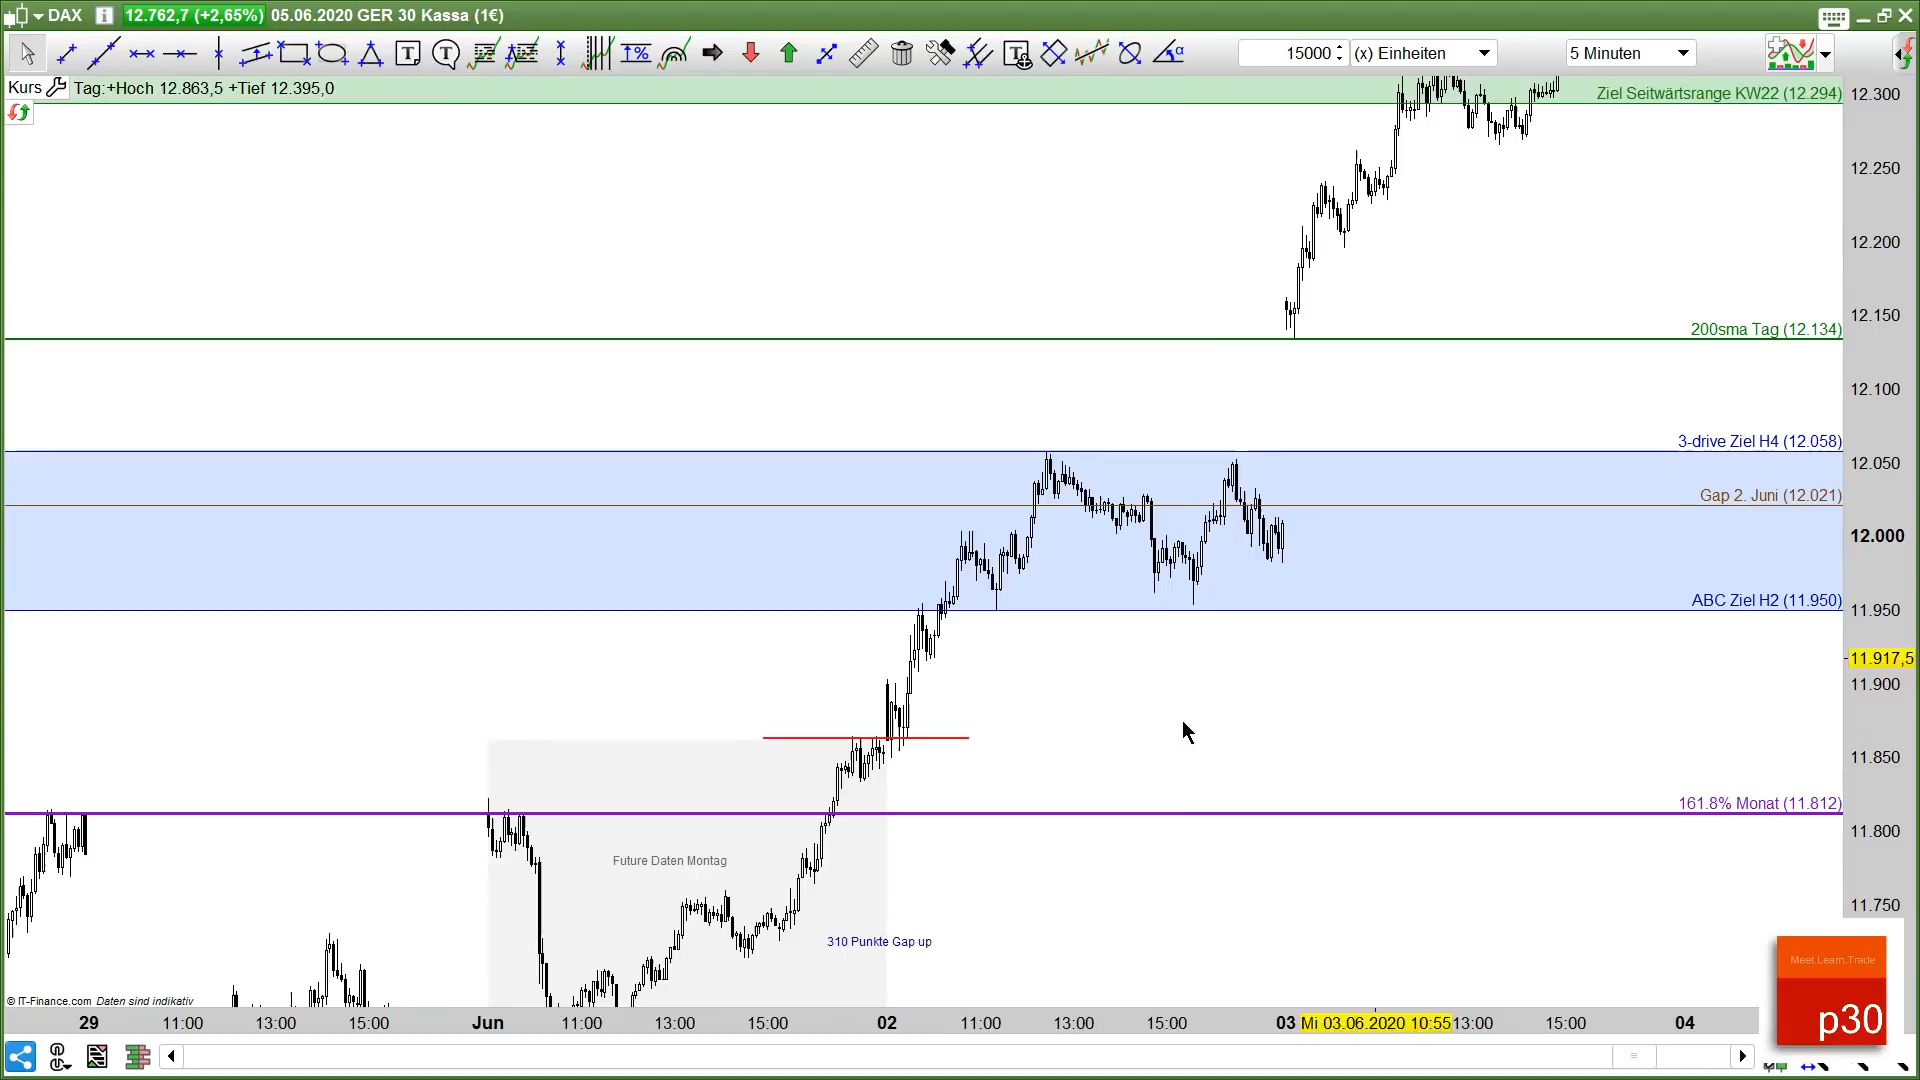 DAX 12.762,7 (+2,65%) 05.06.2020 GER 30 Kassa (1€)
15000 (x) Einheiten 5 Minuten
Kurs Tag:+Hoch 12.863,5 +Tief 12.395,0
Ziel Seitwärtsrange KW22 (12.294) 12.300
12.250
12.200
12.150
200sma Tag (12.134)
12.100
3-drive Ziel H4 (12.058)
12.050
Gap 2. Juni (12.021)
12.000
ABC Ziel H2 (11.950)
11.950
11.917,5
11.900
11.850
161.8% Monat (11.812)
11.800
Future Daten Montag
11.750
310 Punkte Gap up
Meet.Learn.Trade
p30
© IT-Finance.com Daten sind indikativ
29 11:00 13:00 15:00 Jun 11:00 13:00 15:00 02 11:00 13:00 15:00 03 Mi 03.06.2020 10:55 13:00 15:00 04